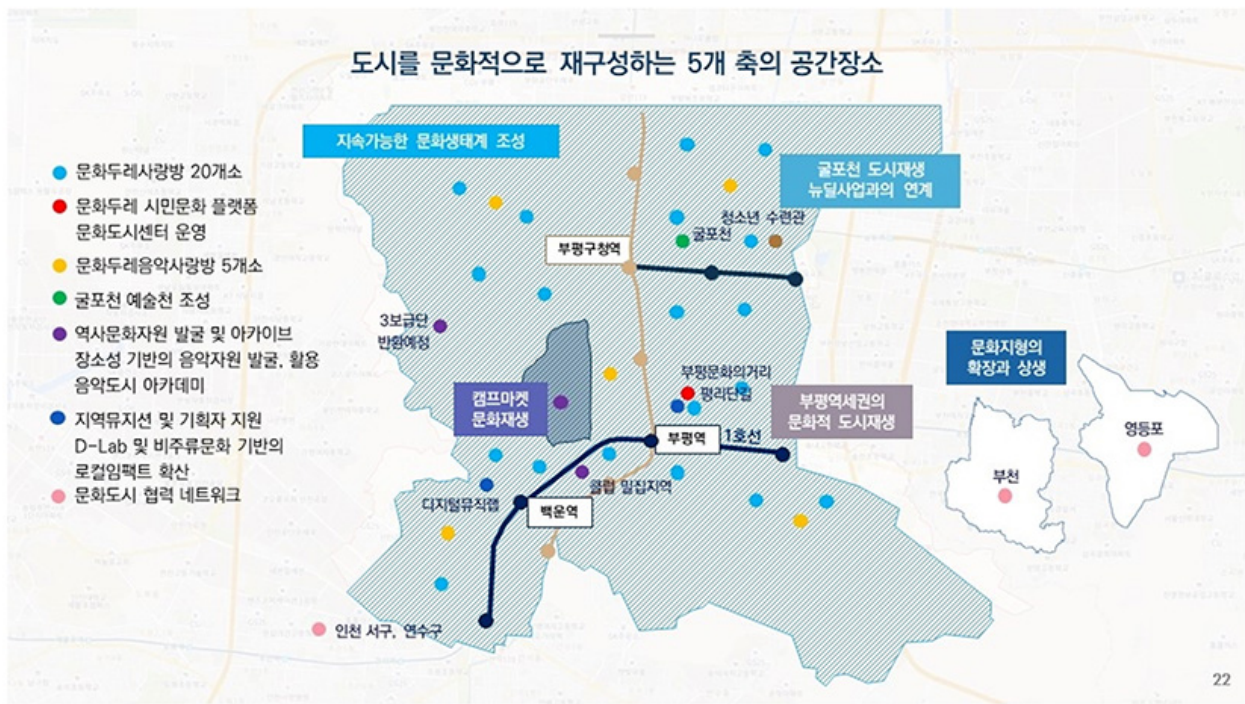 도시를 문화적으로 재구성하는 5개 축의 공간장소
지속가능한 문화생태계 조성
문화두레사랑방 20개소
문화두레 시민문화 플랫폼
문화도시센터 운영
문화두레음악사랑방 5개소
굴포천 예술천 조성
역사문화자원 발굴 및 아카이브
장소성 기반의 음악자원 발굴, 활용
음악도시 아카데미
지역뮤지션 및 기획자 지원
D-Lab 및 비주류문화 기반의
로컬임팩트 확산
문화도시 협력 네트워크
굴포천 도시재생
뉴딜사업과의 연계
청소년 수련관
굴포천
부평구청역
3보급단
반환예정
캠프마켓
문화재생
부평문화의거리
평리단길
부평역세권의
문화적 도시재생
부평역
1호선
클럽 밀집지역
디지털뮤직랩
백운역
인천 서구, 연수구
문화지형의
확장과 상생
영등포
부천
22